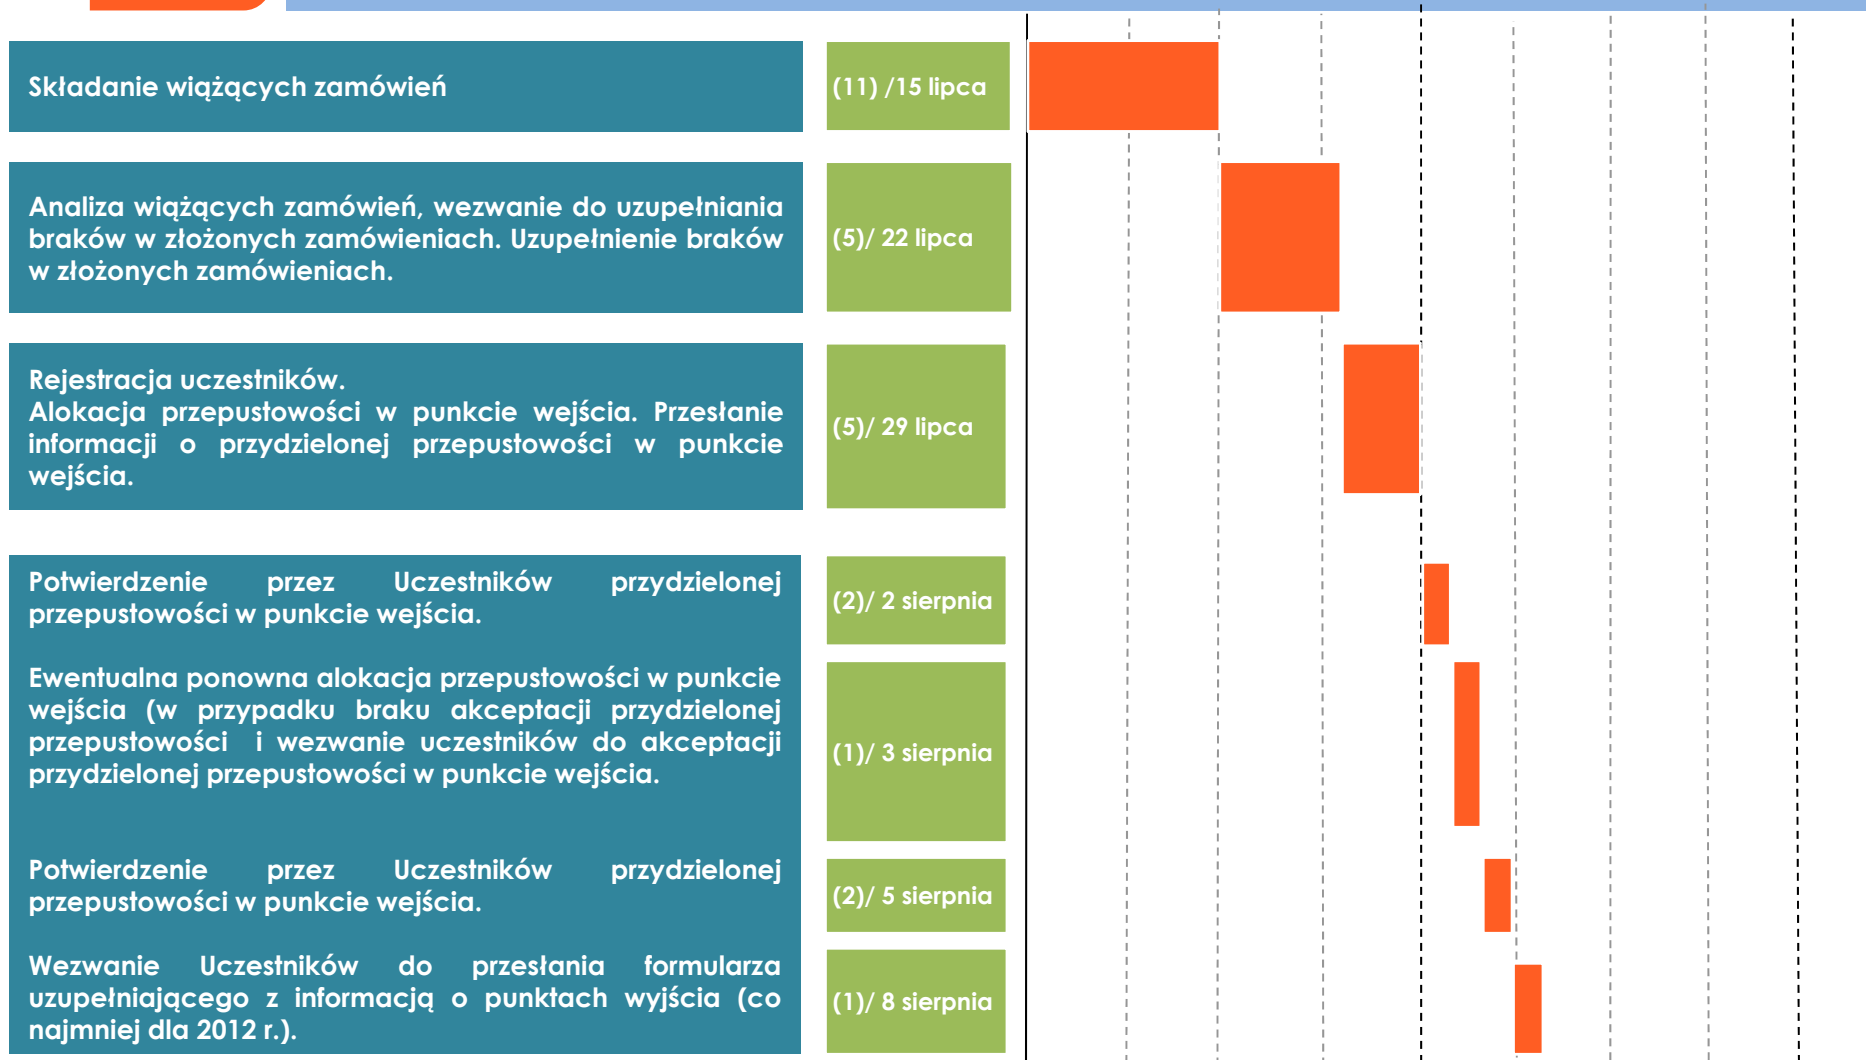 Składanie wiążących zamówień
(11) /15 lipca
Analiza wiążących zamówień, wezwanie do uzupełniania
braków w złożonych zamówieniach. Uzupełnienie braków
w złożonych zamówieniach.
(5)/ 22 lipca
Rejestracja uczestników.
Alokacja przepustowości w punkcie wejścia. Przesłanie
informacji o przydzielonej przepustowości w punkcie
wejścia.
(5)/ 29 lipca
Potwierdzenie przez Uczestników przydzielonej
przepustowości w punkcie wejścia.
(2)/ 2 sierpnia
Ewentualna ponowna alokacja przepustowości w punkcie
wejścia (w przypadku braku akceptacji przydzielonej
przepustowości i wezwanie uczestników do akceptacji
przydzielonej przepustowości w punkcie wejścia.
(1)/ 3 sierpnia
Potwierdzenie przez Uczestników przydzielonej
przepustowości w punkcie wejścia.
(2)/ 5 sierpnia
Wezwanie Uczestników do przesłania formularza
uzupełniającego z informacją o punktach wyjścia (co
najmniej dla 2012 r.).
(1)/ 8 sierpnia